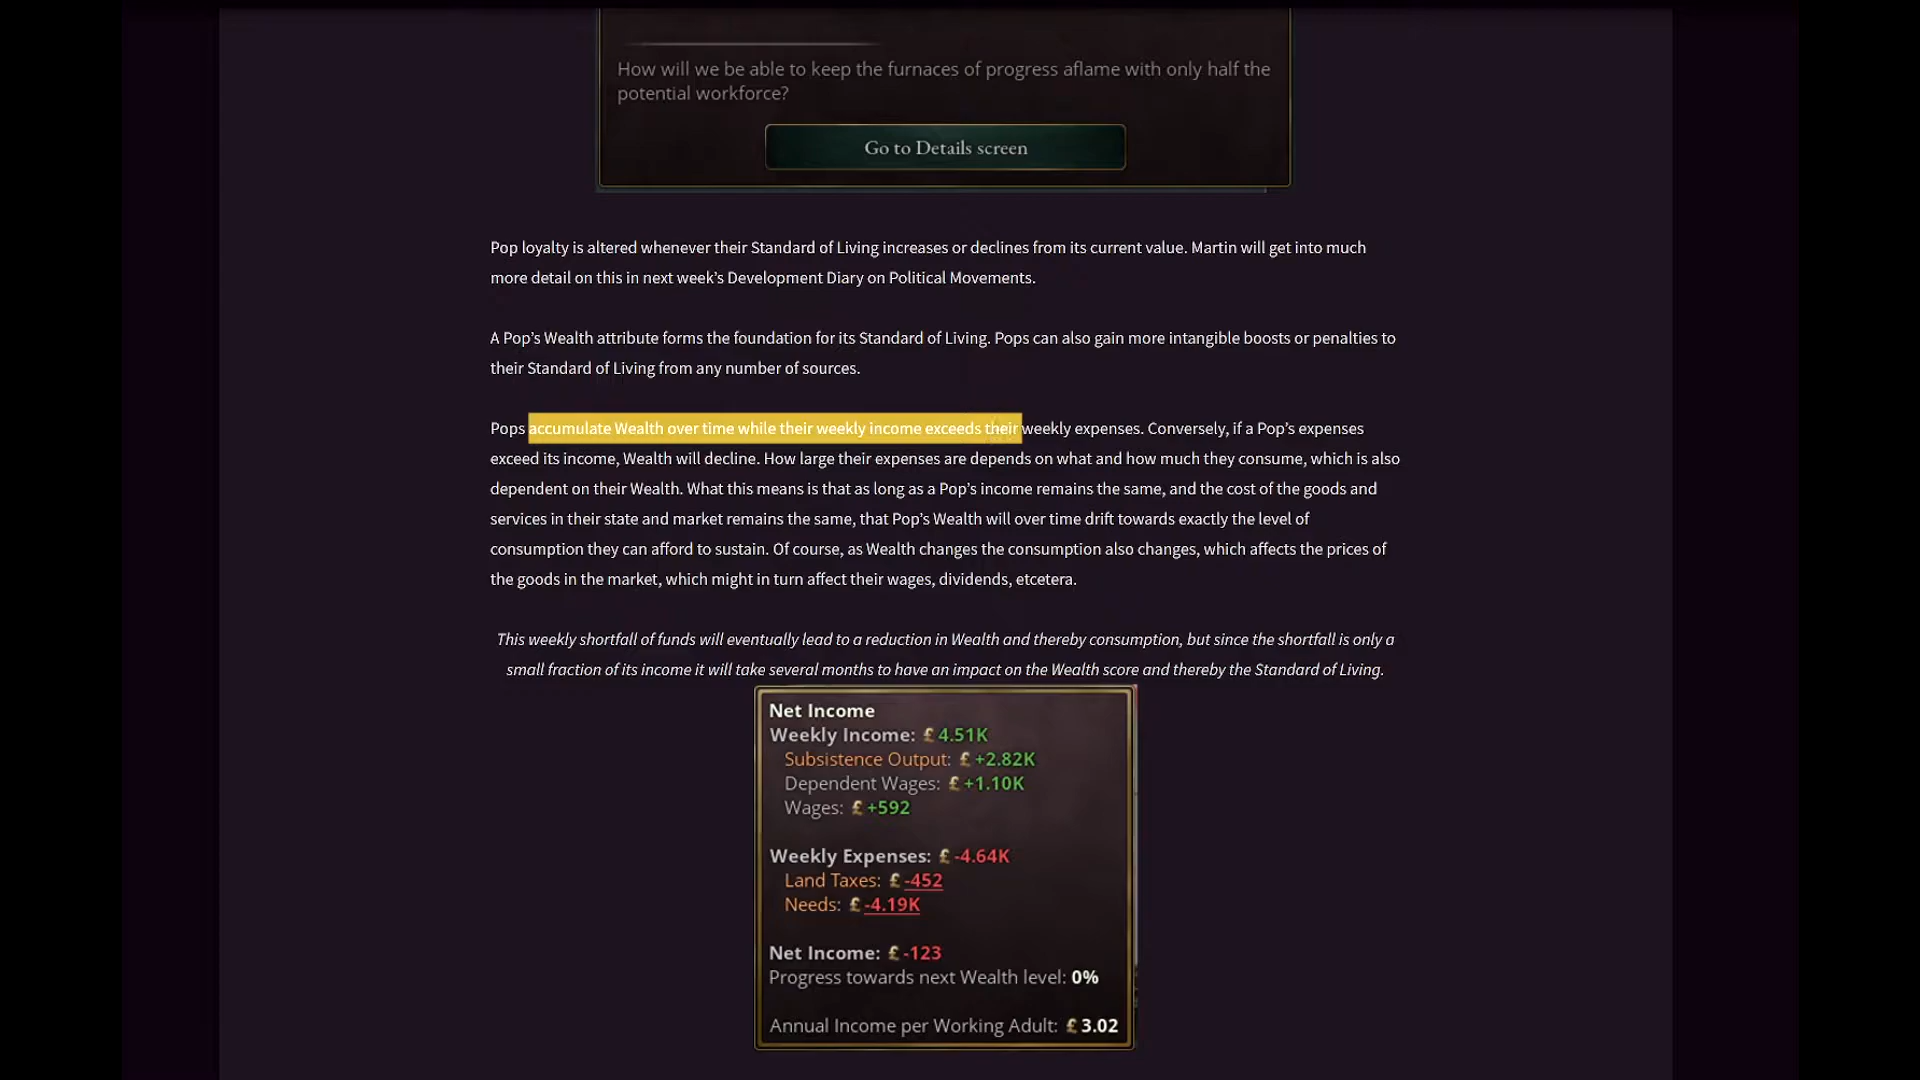 How will we be able to keep the furnaces of progress aflame with only half the
potential workforce?
Go to Details screen
Pop loyalty is altered whenever their Standard of Living increases or declines from its current value. Martin will get into much
more detail on this in next week’s Development Diary on Political Movements.
A Pop’s Wealth attribute forms the foundation for its Standard of Living. Pops can also gain more intangible boosts or penalties to
their Standard of Living from any number of sources.
Pops accumulate Wealth over time while their weekly income exceeds their weekly expenses. Conversely, if a Pop’s expenses
exceed its income, Wealth will decline. How large their expenses are depends on what and how much they consume, which is also
dependent on their Wealth. What this means is that as long as a Pop’s income remains the same, and the cost of the goods and
services in their state and market remains the same, that Pop’s Wealth will over time drift towards exactly the level of
consumption they can afford to sustain. Of course, as Wealth changes the consumption also changes, which affects the prices of
the goods in the market, which might in turn affect their wages, dividends, etcetera.
This weekly shortfall of funds will eventually lead to a reduction in Wealth and thereby consumption, but since the shortfall is only a
small fraction of its income it will take several months to have an impact on the Wealth score and thereby the Standard of Living.
Net Income
Weekly Income: £ 4.51K
Subsistence Output: £ +2.82K
Dependent Wages: £ +1.10K
Wages: £ +592
Weekly Expenses: £ -4.64K
Land Taxes: £ -452
Needs: £ -4.19K
Net Income: £ -123
Progress towards next Wealth level: 0%
Annual Income per Working Adult: £ 3.02